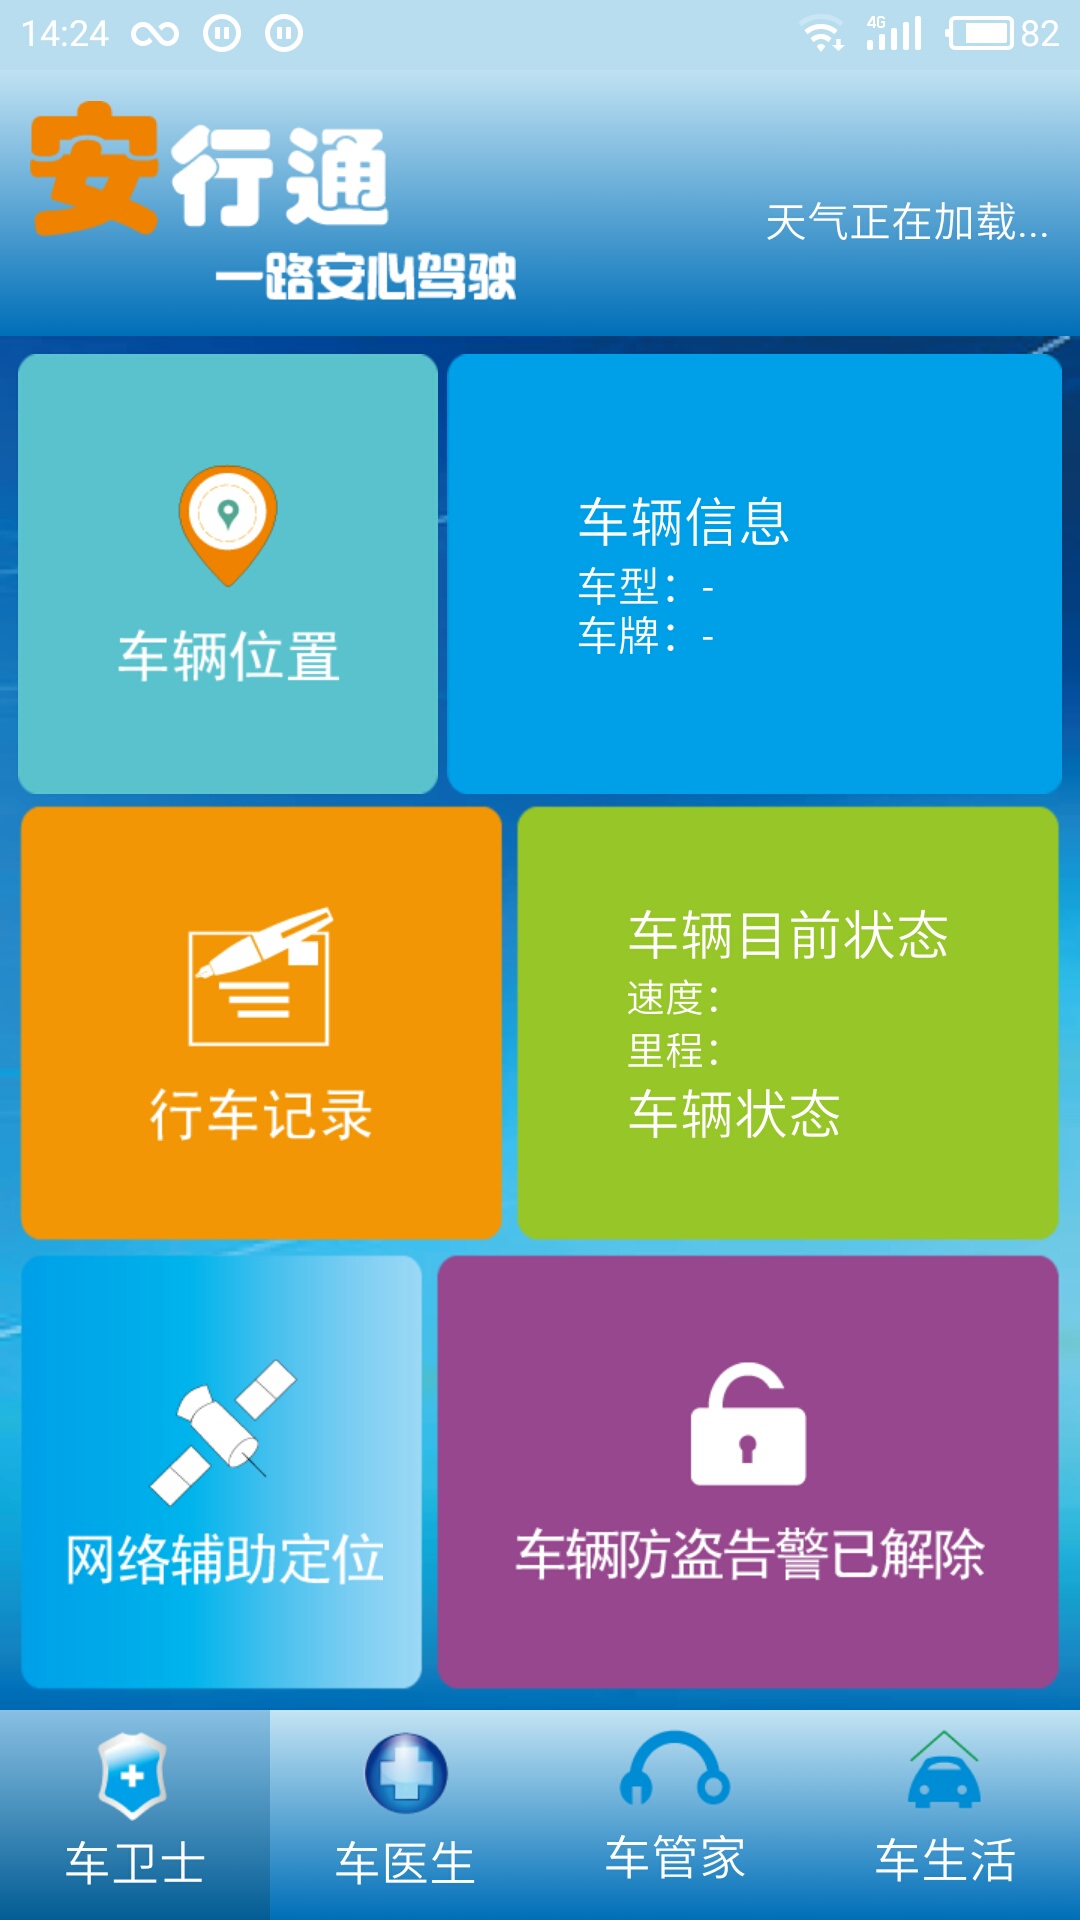 14:24
4G
82
安行通
一路安心驾驶
天气正在加载...
车辆位置
车辆信息
车型：-
车牌：-
行车记录
车辆目前状态
速度：
里程：
车辆状态
网络辅助定位
车辆防盗告警已解除
车卫士
车医生
车管家
车生活